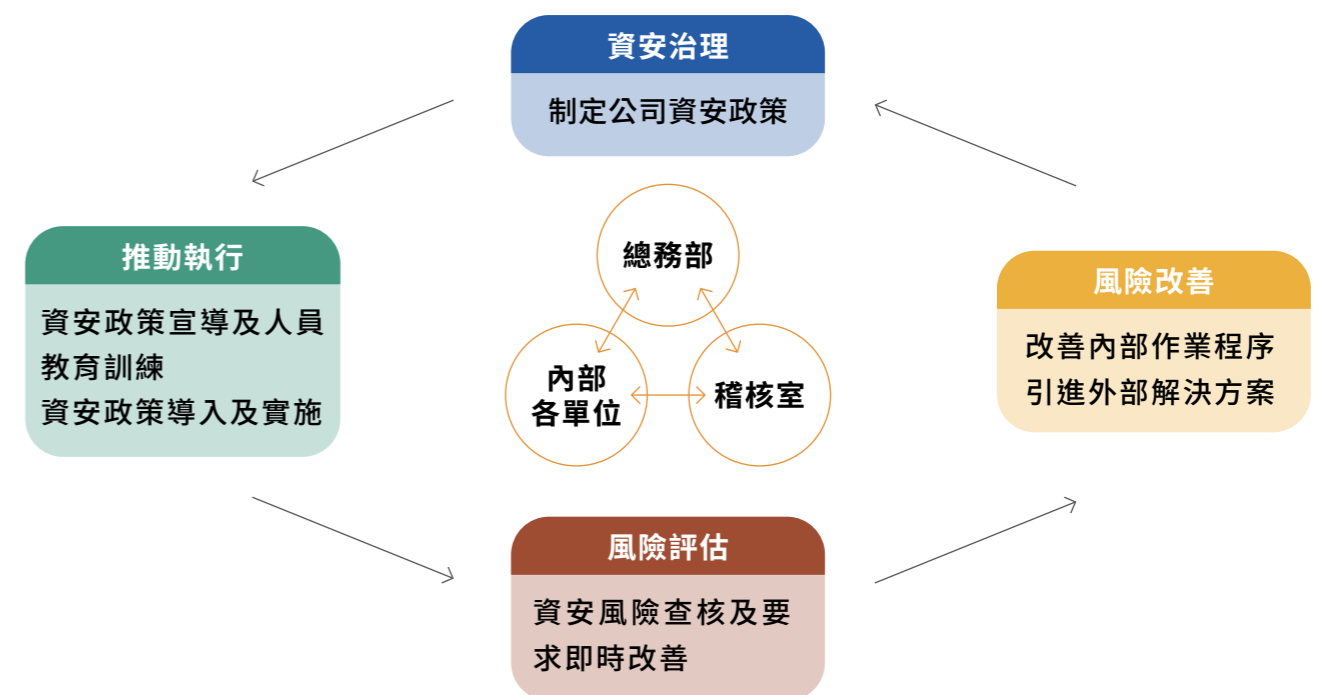 資安治理
制定公司資安政策
推動執行
資安政策宣導及人員
教育訓練
資安政策導入及實施
總務部
內部
各單位
稽核室
風險改善
改善內部作業程序
引進外部解決方案
風險評估
資安風險查核及要
求即時改善